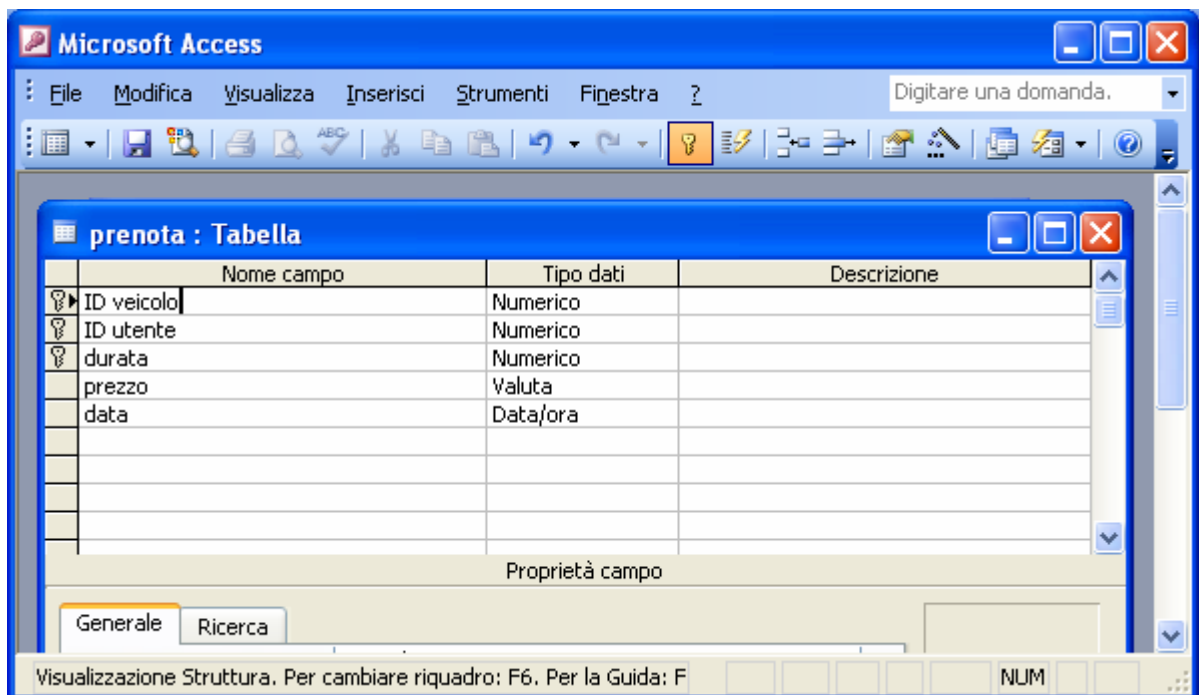 Microsoft Access
File Modifica Visualizza Inserisci Strumenti Finestra ? Digitare una domanda.
ABC
prenota : Tabella
Nome campo Tipo dati Descrizione
ID veicolo Numerico
ID utente Numerico
durata Numerico
prezzo Valuta
data Data/ora
Proprietà campo
Generale Ricerca
Visualizzazione Struttura. Per cambiare riquadro: F6. Per la Guida: F NUM